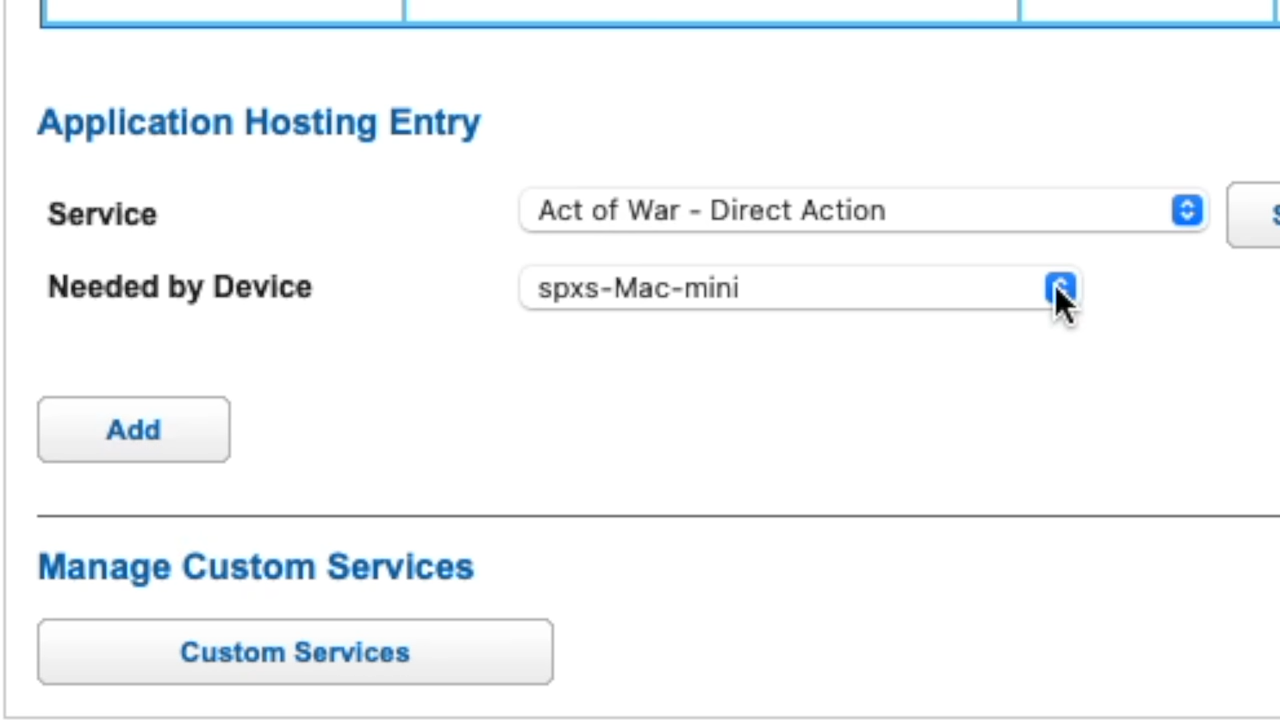 Application Hosting Entry
Service
Act of War - Direct Action
Needed by Device
spxs-Mac-mini
Add
Manage Custom Services
Custom Services